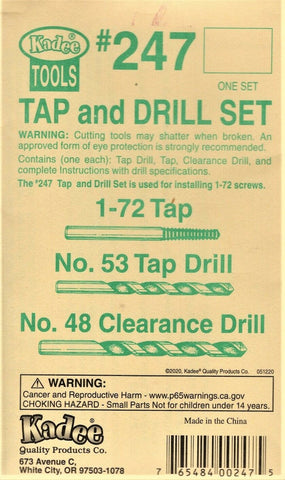 Kadee
TOOLS
#247
ONE SET
TAP and DRILL SET
WARNING: Cutting tools may shatter when broken. An
approved form of eye protection is strongly recommended.
Contains (one each): Tap Drill, Tap, Clearance Drill, and
complete Instructions with drill specifications.
The #247 Tap and Drill Set is used for installing 1-72 screws.
1-72 Tap
No. 53 Tap Drill
No. 48 Clearance Drill
©2020, Kadee® Quality Products Co. 051220
⚠ WARNING:
Cancer and Reproductive Harm - www.p65warnings.ca.gov
CHOKING HAZARD - Small Parts Not for children under 14 years.
Kadee
Quality Products Co.
673 Avenue C,
White City, OR 97503-1078
Made in the China
7 65484 00247 5